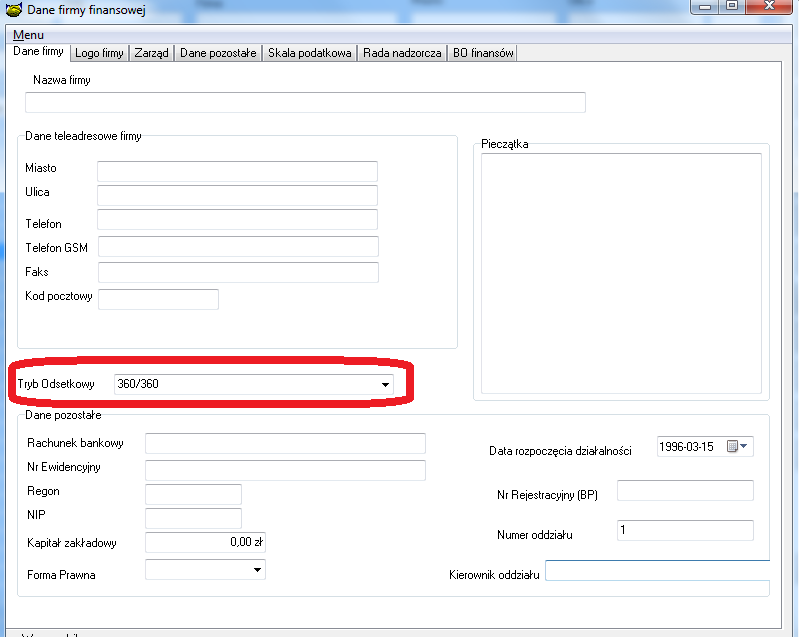 Dane firmy finansowej
Menu
Dane firmy Logo firmy Zarząd Dane pozostałe Skala podatkowa Rada nadzorcza BO finansów
Nazwa firmy
Dane teleadresowe firmy
Pieczątka
Miasto
Ulica
Telefon
Telefon GSM
Faks
Kod pocztowy
Tryb Odsetkowy 360/360
Dane pozostałe
Rachunek bankowy
Data rozpoczęcia działalności 1996-03-15
Nr Ewidencyjny
Regon
Nr Rejestracyjny (BP)
NIP
Numer oddziału 1
Kapitał zakładowy 0,00 zł
Forma Prawna
Kierownik oddziału